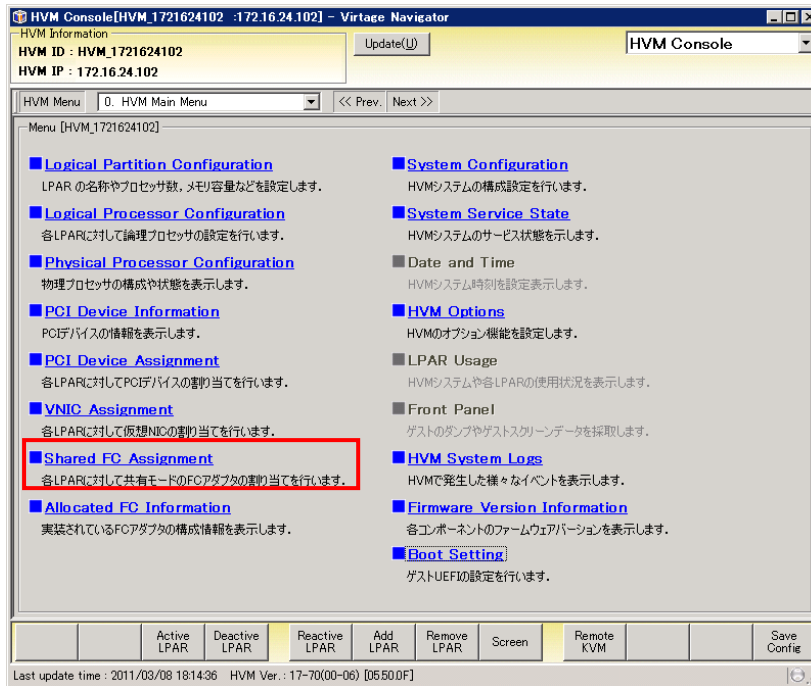 HVM Console[HVM_1721624102 :172.16.24.102] - Virtage Navigator
HVM Information
HVM ID : HVM_1721624102
HVM IP : 172.16.24.102
Update(U)
HVM Console
HVM Menu
0. HVM Main Menu
<< Prev.
Next >>
Menu [HVM_1721624102]
Logical Partition Configuration
LPAR の名称やプロセッサ数，メモリ容量などを設定します．
Logical Processor Configuration
各LPARに対して論理プロセッサの設定を行います．
Physical Processor Configuration
物理プロセッサの構成や状態を表示します．
PCI Device Information
PCIデバイスの情報を表示します．
PCI Device Assignment
各LPARに対してPCIデバイスの割り当てを行います．
VNIC Assignment
各LPARに対して仮想NICの割り当てを行います．
Shared FC Assignment
各LPARに対して共有モードのFCアダプタの割り当てを行います．
Allocated FC Information
実装されているFCアダプタの構成情報を表示します．
System Configuration
HVMシステムの構成設定を行います．
System Service State
HVMシステムのサービス状態を示します．
Date and Time
HVMシステム時刻を設定表示します．
HVM Options
HVMのオプション機能を設定します．
LPAR Usage
HVMシステムや各LPARの使用状況を表示します．
Front Panel
ゲストのダンプやゲストスクリーンデータを採取します．
HVM System Logs
HVMで発生した様々なイベントを表示します．
Firmware Version Information
各コンポーネントのファームウェアバージョンを表示します．
Boot Setting
ゲストUEFIの設定を行います．
Active LPAR
Deactive LPAR
Reactive LPAR
Add LPAR
Remove LPAR
Screen
Remote KVM
Save Config
Last update time : 2011/03/08 18:14:36 HVM Ver. : 17-70(00-06) [05.50.0F]